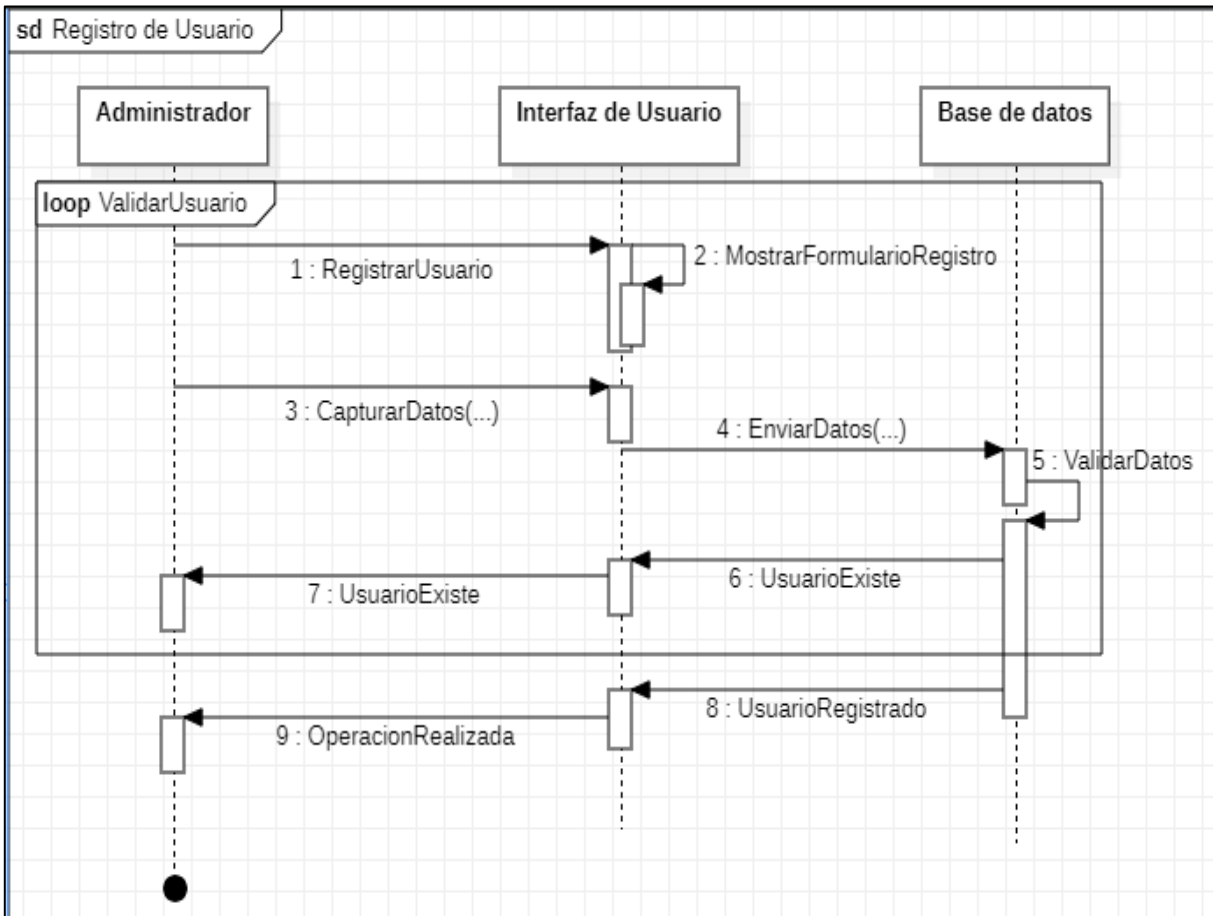 sd Registro de Usuario
Administrador
Interfaz de Usuario
Base de datos
loop ValidarUsuario
1 : RegistrarUsuario
2 : MostrarFormularioRegistro
3 : CapturarDatos(...)
4 : EnviarDatos(...)
5 : ValidarDatos
6 : UsuarioExiste
7 : UsuarioExiste
8 : UsuarioRegistrado
9 : OperacionRealizada